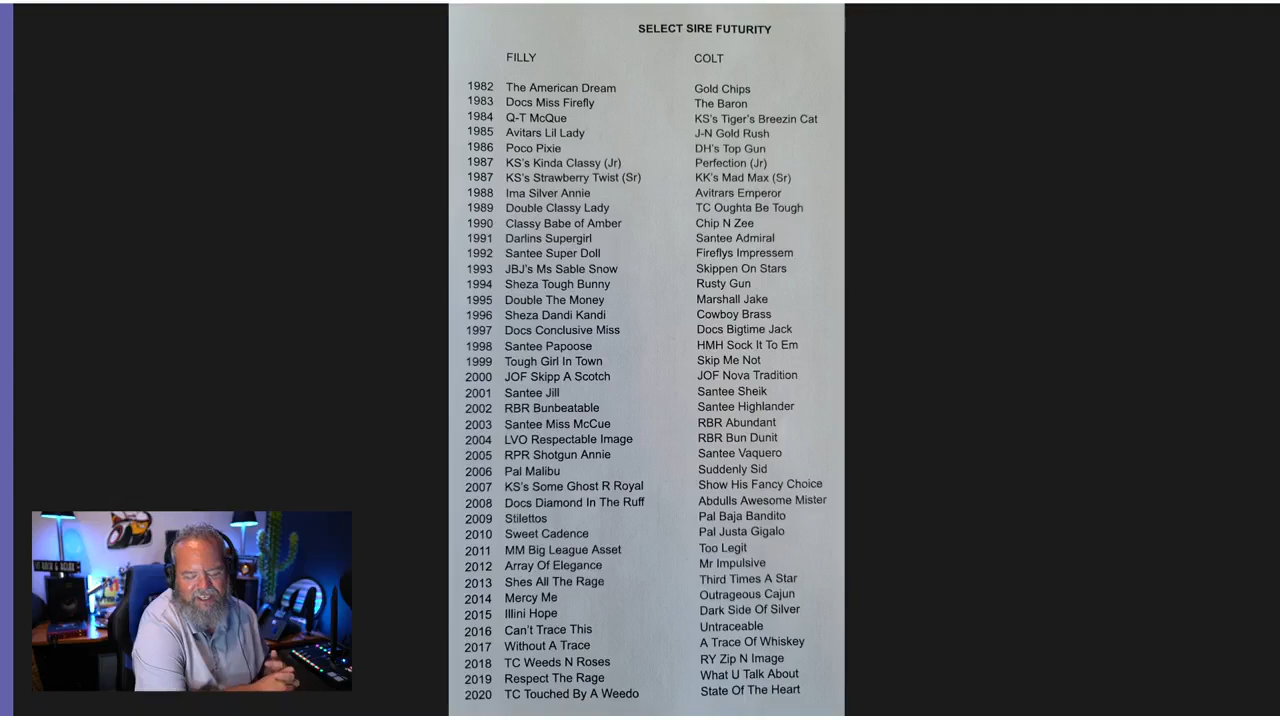 SELECT SIRE FUTURITY
FILLY COLT
1982 The American Dream Gold Chips
1983 Docs Miss Firefly The Baron
1984 Q-T McQue KS's Tiger's Breezin Cat
1985 Avitars Lil Lady J-N Gold Rush
1986 Poco Pixie DH's Top Gun
1987 KS's Kinda Classy (Jr) Perfection (Jr)
1987 KS's Strawberry Twist (Sr) KK's Mad Max (Sr)
1988 Ima Silver Annie Avitrars Emperor
1989 Double Classy Lady TC Oughta Be Tough
1990 Classy Babe of Amber Chip N Zee
1991 Darlins Supergirl Santee Admiral
1992 Santee Super Doll Fireflys Impressem
1993 JBJ's Ms Sable Snow Skippen On Stars
1994 Sheza Tough Bunny Rusty Gun
1995 Double The Money Marshall Jake
1996 Sheza Dandi Kandi Cowboy Brass
1997 Docs Conclusive Miss Docs Bigtime Jack
1998 Santee Papoose HMH Sock It To Em
1999 Tough Girl In Town Skip Me Not
2000 JOF Skipp A Scotch JOF Nova Tradition
2001 Santee Jill Santee Sheik
2002 RBR Bunbeatable Santee Highlander
2003 Santee Miss McCue RBR Abundant
2004 LVO Respectable Image RBR Bun Dunit
2005 RPR Shotgun Annie Santee Vaquero
2006 Pal Malibu Suddenly Sid
2007 KS's Some Ghost R Royal Show His Fancy Choice
2008 Docs Diamond In The Ruff Abdulls Awesome Mister
2009 Stilettos Pal Baja Bandito
2010 Sweet Cadence Pal Justa Gigalo
2011 MM Big League Asset Too Legit
2012 Array Of Elegance Mr Impulsive
2013 Shes All The Rage Third Times A Star
2014 Mercy Me Outrageous Cajun
2015 Illini Hope Dark Side Of Silver
2016 Can't Trace This Untraceable
2017 Without A Trace A Trace Of Whiskey
2018 TC Weeds N Roses RY Zip N Image
2019 Respect The Rage What U Talk About
2020 TC Touched By A Weedo State Of The Heart